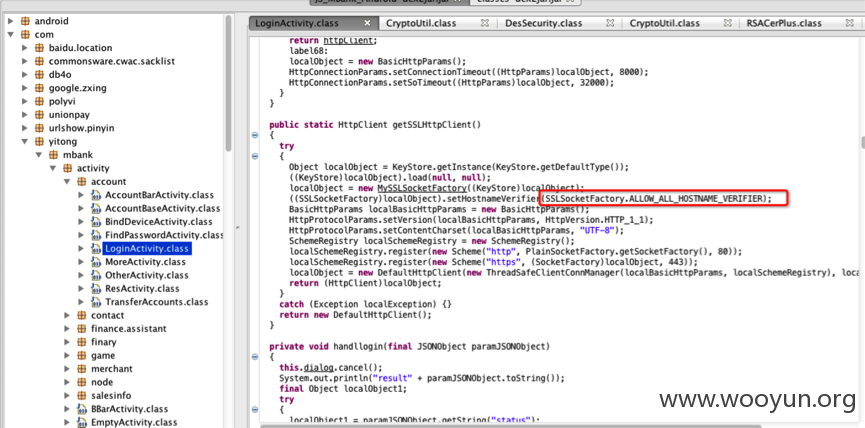 LoginActivity.class
CryptoUtil.class
DesSecurity.class
CryptoUtil.class
RSACerPlus.class
android
com
baidu.location
commonsware.cwac.sacklist
db4o
google.zxing
polyvi
unionpay
urlshow.pinyin
yitong
mbank
activity
account
AccountBarActivity.class
AccountBaseActivity.class
BindDeviceActivity.class
FindPasswordActivity.class
LoginActivity.class
MoreActivity.class
OtherActivity.class
ResActivity.class
TransferAccounts.class
contact
finance.assistant
finary
game
merchant
node
salesinfo
BBarActivity.class
EmptyActivity.class
return httpClient;
label68:
localObject = new BasicHttpParams();
HttpConnectionParams.setConnectionTimeout((HttpParams)localObject, 8000);
HttpConnectionParams.setSoTimeout((HttpParams)localObject, 32000);
}
}
public static HttpClient getSSLHttpClient()
{
try
{
Object localObject = KeyStore.getInstance(KeyStore.getDefaultType());
((KeyStore)localObject).load(null, null);
localObject = new MySSLSocketFactory((KeyStore)localObject);
((SSLSocketFactory)localObject).setHostnameVerifier(SSLSocketFactory.ALLOW_ALL_HOSTNAME_VERIFIER);
BasicHttpParams localBasicHttpParams = new BasicHttpParams();
HttpProtocolParams.setVersion(localBasicHttpParams, HttpVersion.HTTP_1_1);
HttpProtocolParams.setContentCharset(localBasicHttpParams, "UTF-8");
SchemeRegistry localSchemeRegistry = new SchemeRegistry();
localSchemeRegistry.register(new Scheme("http", PlainSocketFactory.getSocketFactory(), 80));
localSchemeRegistry.register(new Scheme("https", (SocketFactory)localObject, 443));
localObject = new DefaultHttpClient(new ThreadSafeClientConnManager(localBasicHttpParams, localSchemeRegistry), loca
return (HttpClient)localObject;
}
catch (Exception localException) {}
return new DefaultHttpClient();
}
private void handllogin(final JSONObject paramJSONObject)
{
this.dialog.cancel();
System.out.println("result" + paramJSONObject.toString());
final Object localObject1;
try
{
localObject1 = paramJSONObject.getString("status");
www.wooyun.org